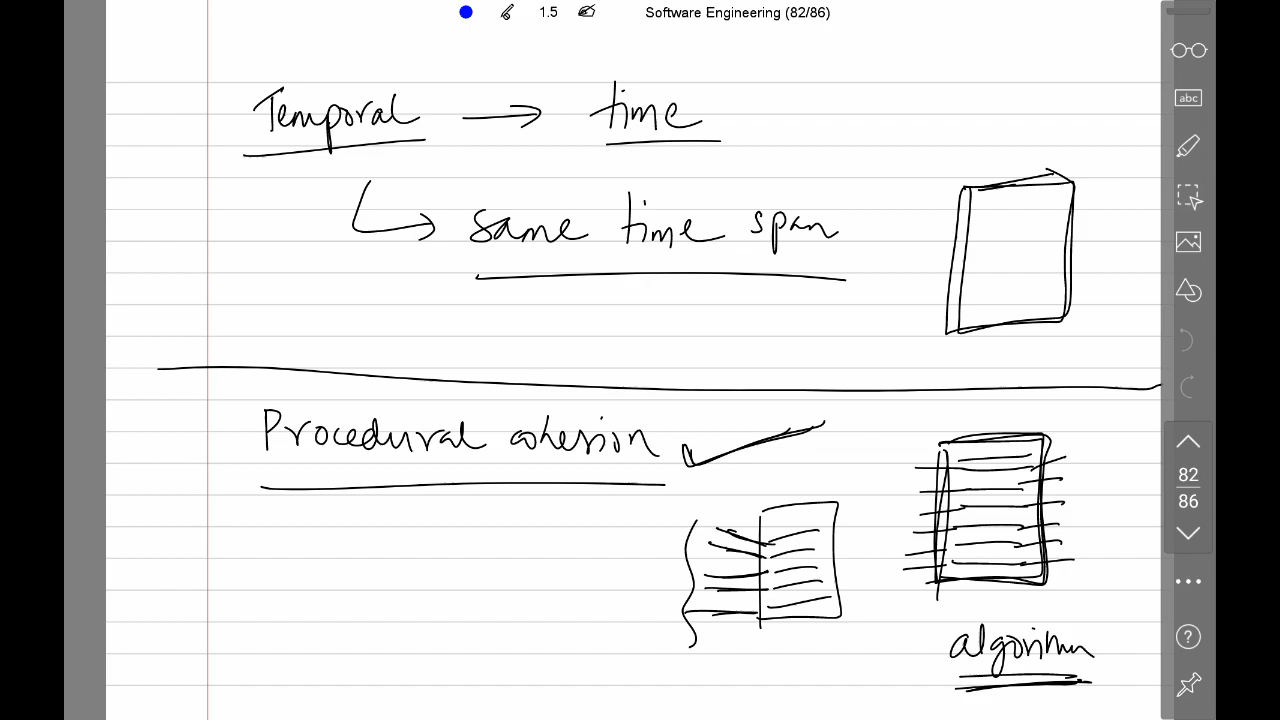 1.5 Software Engineering (82/86)
abc
Temporal → time
same time span
Procedural cohesion
82
86
algorithm
?